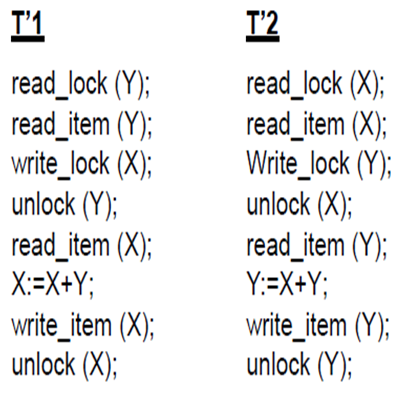 T'1
read_lock (Y);
read_item (Y);
write_lock (X);
unlock (Y);
read_item (X);
X:=X+Y;
write_item (X);
unlock (X);
T'2
read_lock (X);
read_item (X);
Write_lock (Y);
unlock (X);
read_item (Y);
Y:=X+Y;
write_item (Y);
unlock (Y);